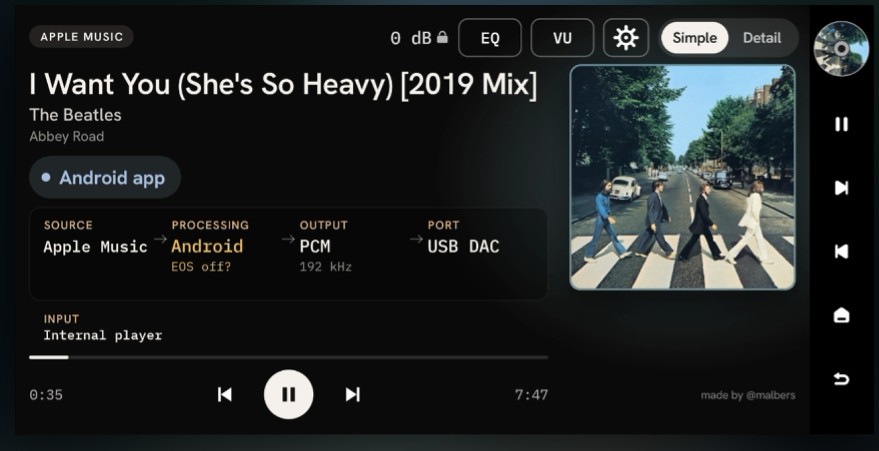 APPLE MUSIC
0 dB
EQ
VU
Simple
Detail
I Want You (She's So Heavy) [2019 Mix]
The Beatles
Abbey Road
Android app
SOURCE → PROCESSING → OUTPUT → PORT
Apple Music Android PCM USB DAC
EOS off? 192 kHz
INPUT
Internal player
0:35
7:47
made by @malbers